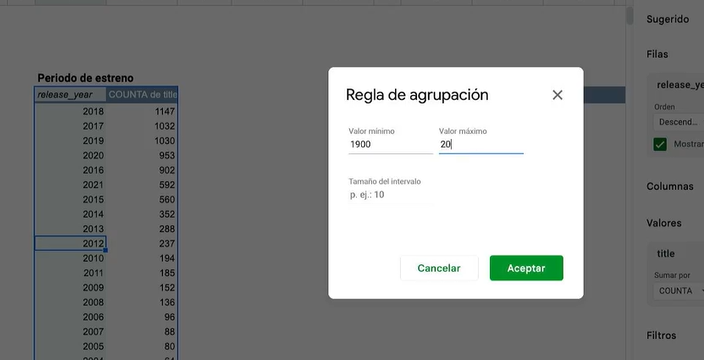 Periodo de estreno
release_year COUNTA de title
2018 1147
2017 1032
2019 1030
2020 953
2016 902
2021 592
2015 560
2014 352
2013 288
2012 237
2010 194
2011 185
2009 152
2008 136
2006 96
2007 88
2005 80
2004 64
Regla de agrupación
Valor mínimo Valor máximo
1900 20
Tamaño del intervalo
p. ej.: 10
Cancelar Aceptar
Sugerido
Filas
release_ye
Orden
Descend...
Mostrar
Columnas
Valores
title
Sumar por
COUNTA
Filtros